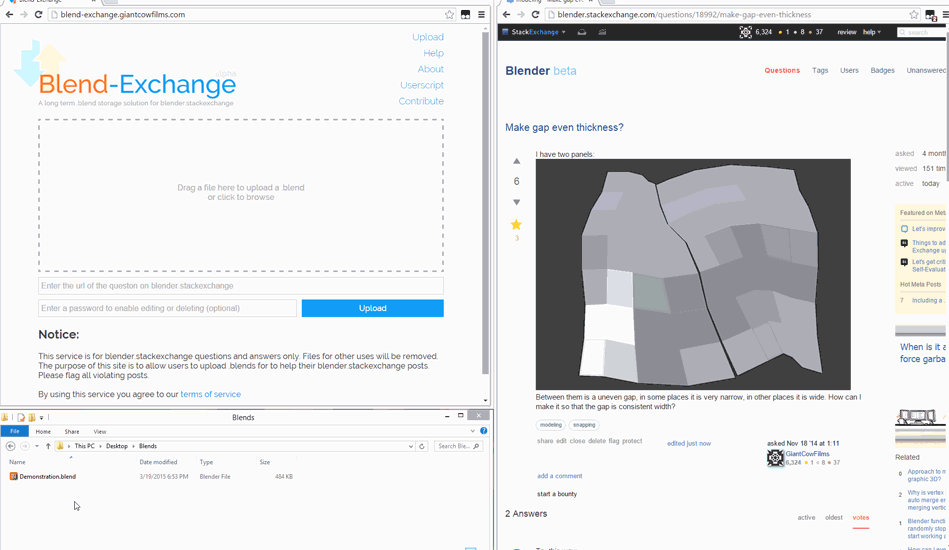 blend-exchange.giantcowfilms.com
Upload
Help
About
Userscript
Contribute
alpha
Blend-Exchange
A long term .blend storage solution for blender.stackexchange
Drag a file here to upload a .blend
or click to browse
Enter the url of the queston on blender.stackexchange
Enter a password to enable editing or deleting (optional)
Upload
Notice:
This service is for blender.stackexchange questions and answers only. Files for other uses will be removed.
The purpose of this site is to allow users to upload .blends for to help their blender.stackexchange posts.
Please flag all violating posts.
By using this service you agree to our terms of service
Blends
File Home Share View
This PC Desktop Blends
Search Ble...
Name Date modified Type Size
Demonstration.blend 3/19/2015 6:53 PM Blender File 484 KB
blender.stackexchange.com/questions/18992/make-gap-even-thickness
StackExchange 6,324 1 8 37 review help search
Blender beta
Questions Tags Users Badges Unanswered
Make gap even thickness?
I have two panels:
6
3
Between them is a uneven gap, in some places it is very narrow, in other places it is wide. How can I
make it so that the gap is consistent width?
modeling snapping
share edit close delete flag protect
edited just now
asked Nov 18 '14 at 1:11
GiantCowFilms
6,324 1 8 37
add a comment
start a bounty
2 Answers
active oldest votes
asked 4 mont
viewed 151 tim
active today
Featured on Met
Let's improv
Things to ad
Exchange up
Let's get criti
Self-Evaluat
Hot Meta Posts
7 Including a
When is it a
force garba
Related
Approach to m
graphic 3D?
2 Why is vertex
auto merge e
merging vertic
1 Blender functi
randomly stop
start working